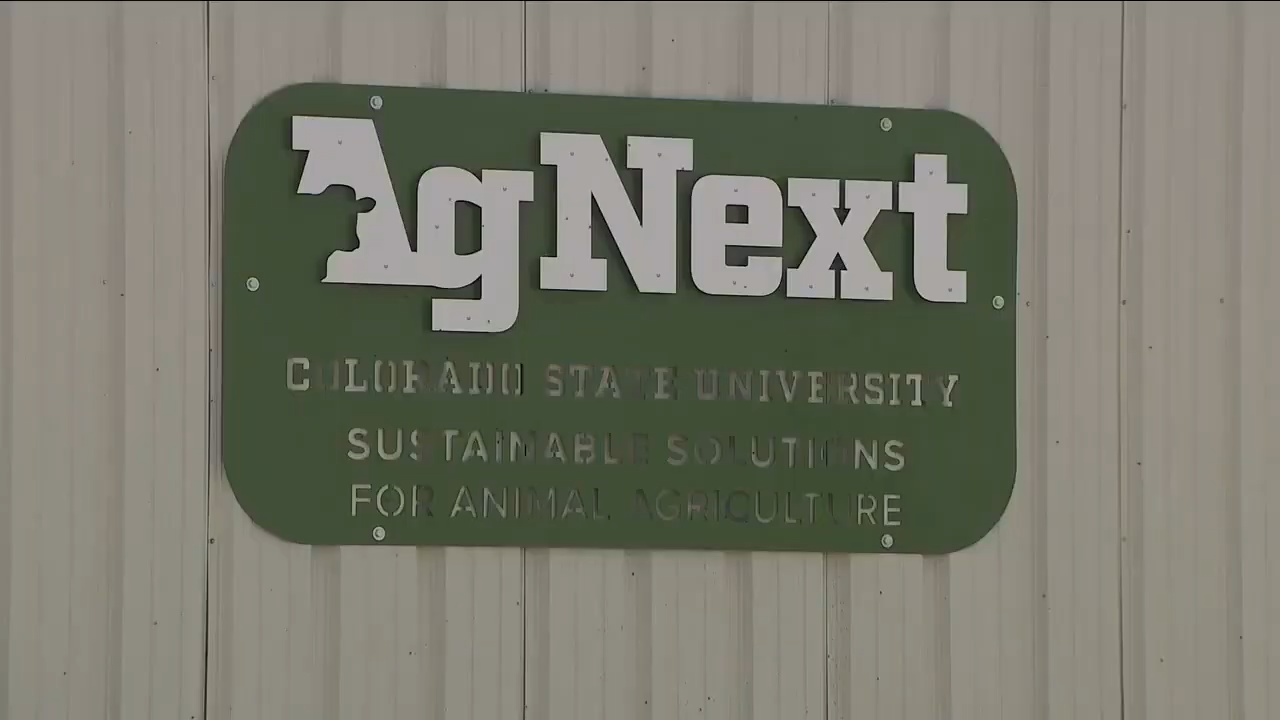 AgNext
COLORADO STATE UNIVERSITY
SUSTAINABLE SOLUTIONS
FOR ANIMAL AGRICULTURE